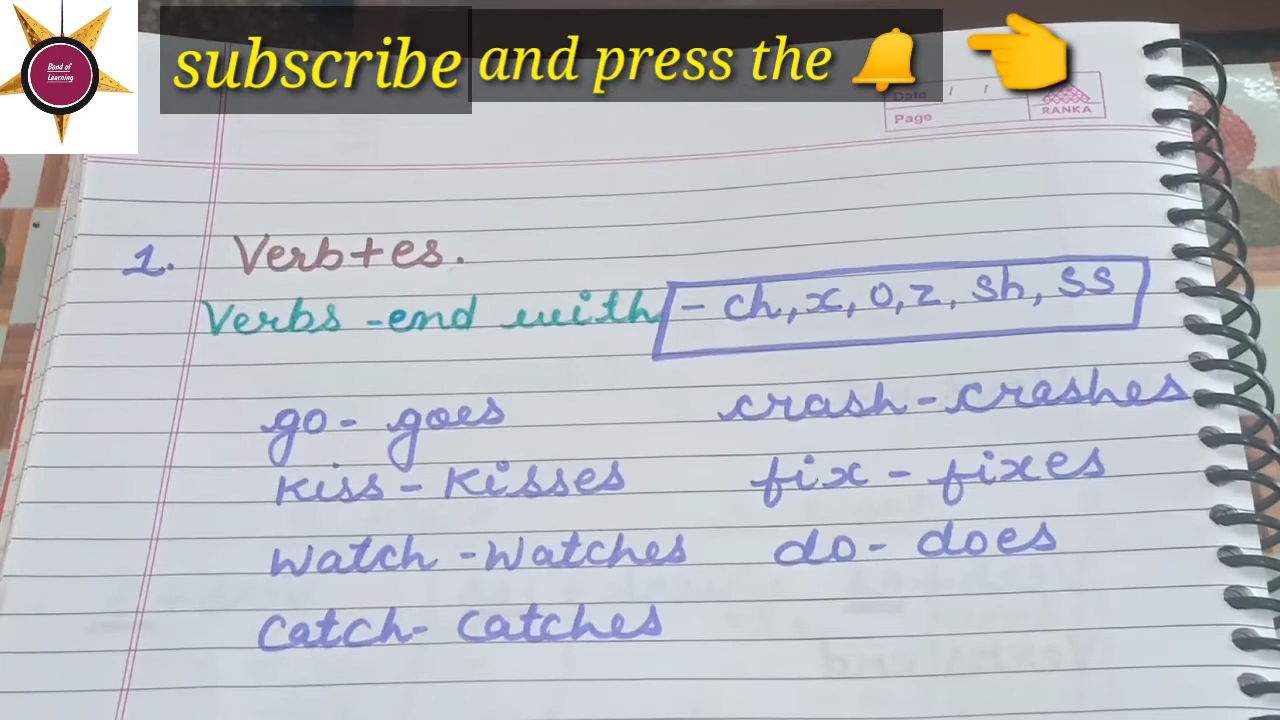 Bond of
Learning
subscribe and press the
Date / /
Page
RANKA
1. Verb+es.
Verbs -end with - ch, x, o, z, sh, ss
go - goes crash - crashes
kiss - kisses fix - fixes
watch - watches do - does
catch - catches